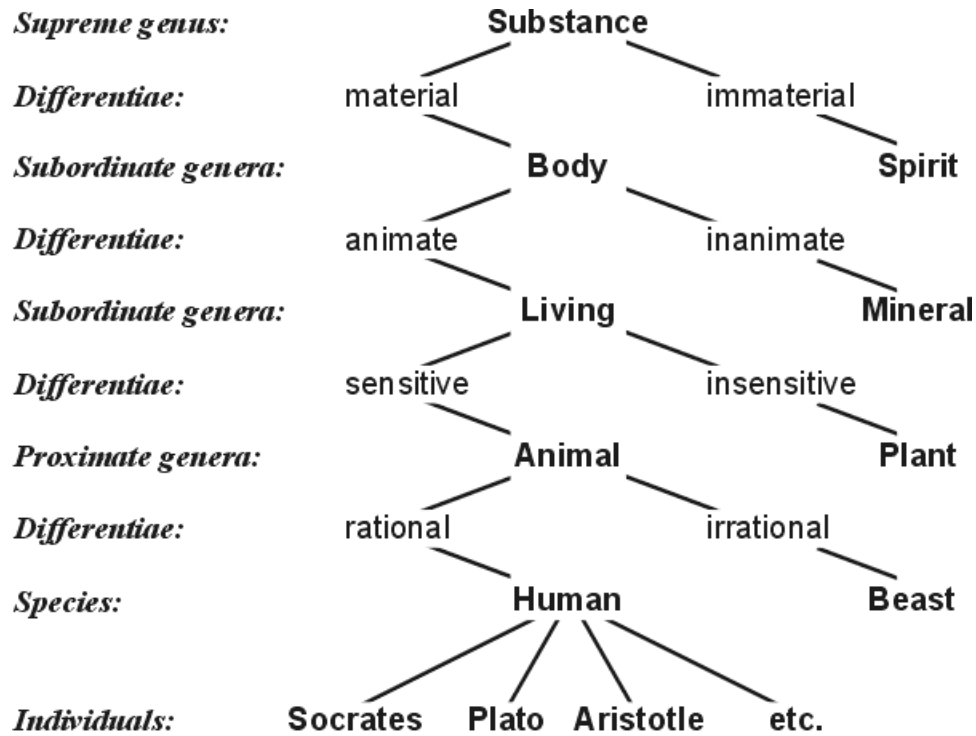 Supreme genus: Substance
Differentiae: material immaterial
Subordinate genera: Body Spirit
Differentiae: animate inanimate
Subordinate genera: Living Mineral
Differentiae: sensitive insensitive
Proximate genera: Animal Plant
Differentiae: rational irrational
Species: Human Beast
Individuals: Socrates Plato Aristotle etc.